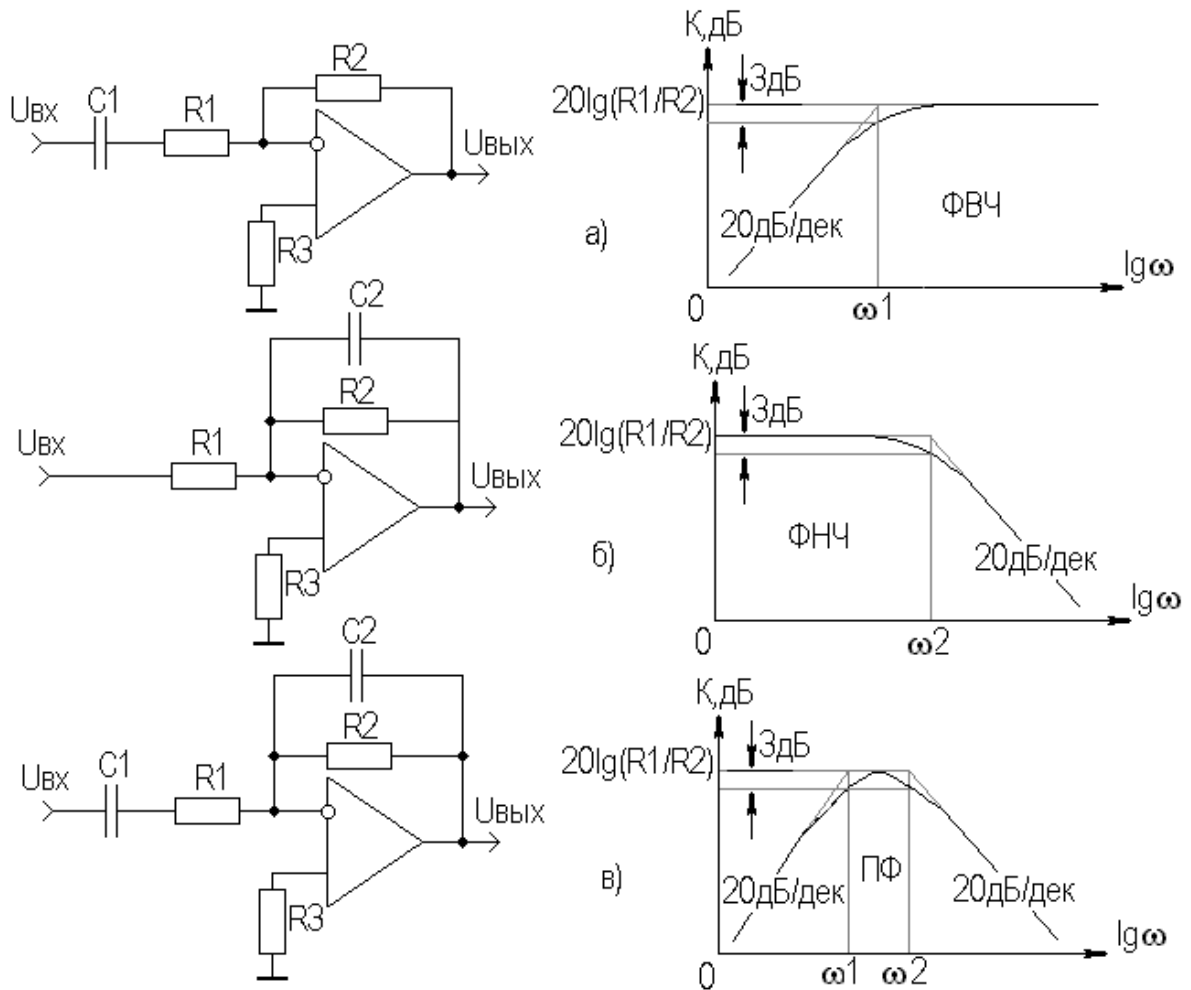 Uвх
C1
R1
R2
R3
Uвых
а)
К,дБ
20lg(R1/R2)
3дБ
20дБ/дек
ФВЧ
lgω
0
ω1
Uвх
R1
C2
R2
R3
Uвых
б)
К,дБ
20lg(R1/R2)
3дБ
ФНЧ
20дБ/дек
lgω
0
ω2
Uвх
C1
R1
C2
R2
R3
Uвых
в)
К,дБ
20lg(R1/R2)
3дБ
20дБ/дек
ПФ
20дБ/дек
lgω
0
ω1
ω2